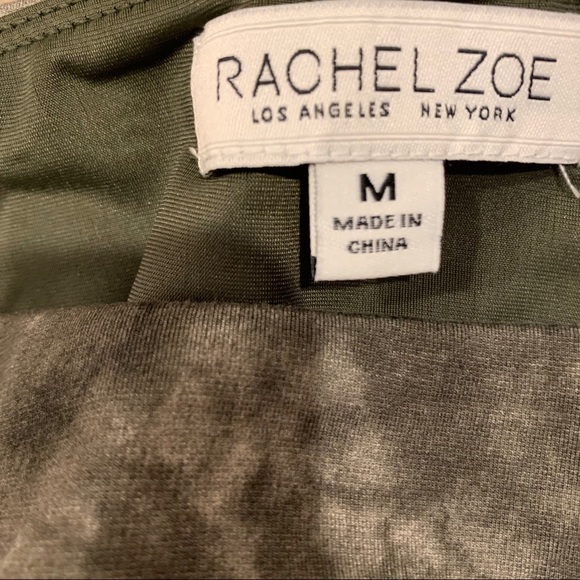 RACHEL ZOE
LOS ANGELES NEW YORK
M
MADE IN
CHINA